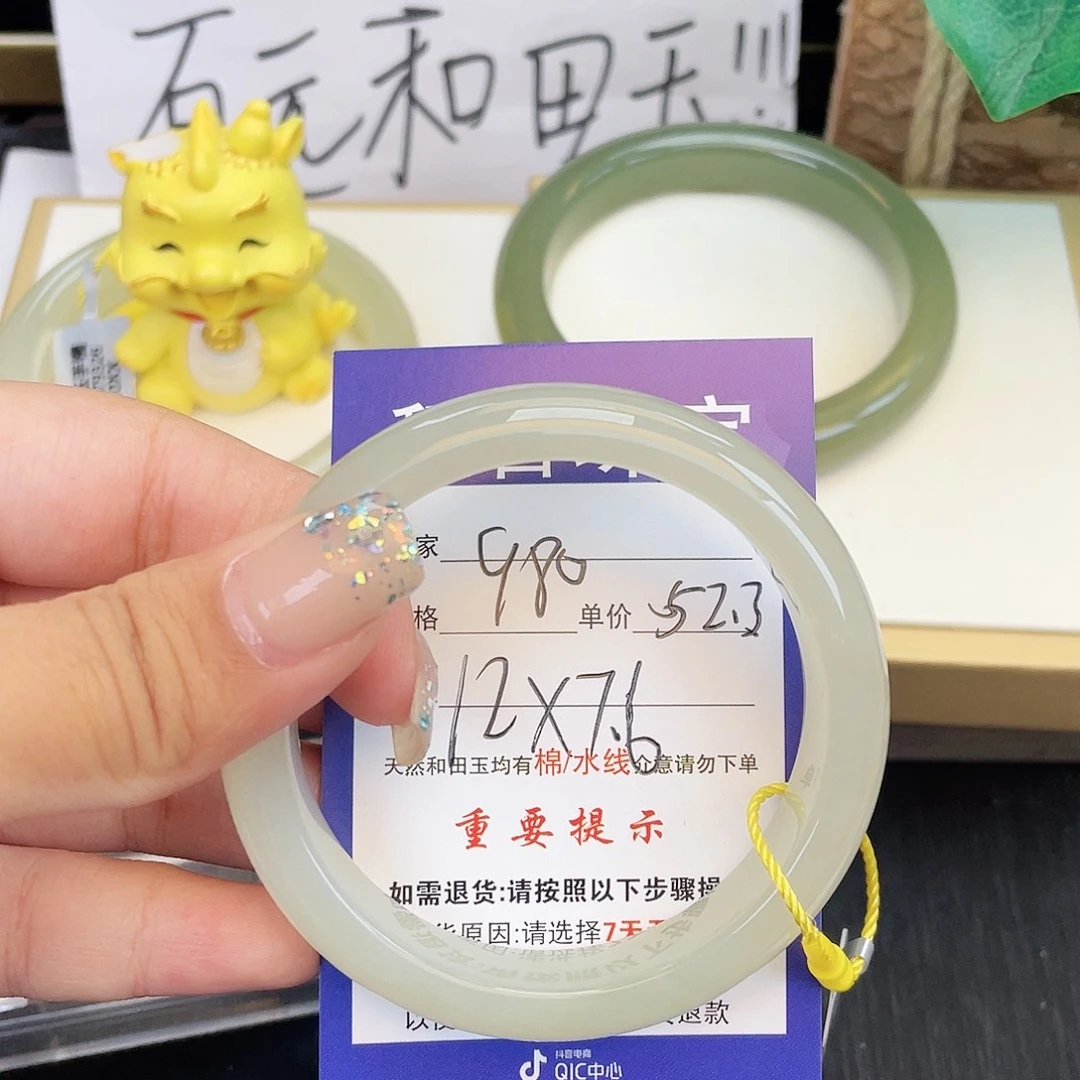 百元和田玉!!!
家 980
格 单价 52.3
12X7.6
天然和田玉均有棉/水线介意请勿下单
重要提示
如需退货:请按照以下步骤操
货原因:请选择7天
退款
抖音电商
QIC中心